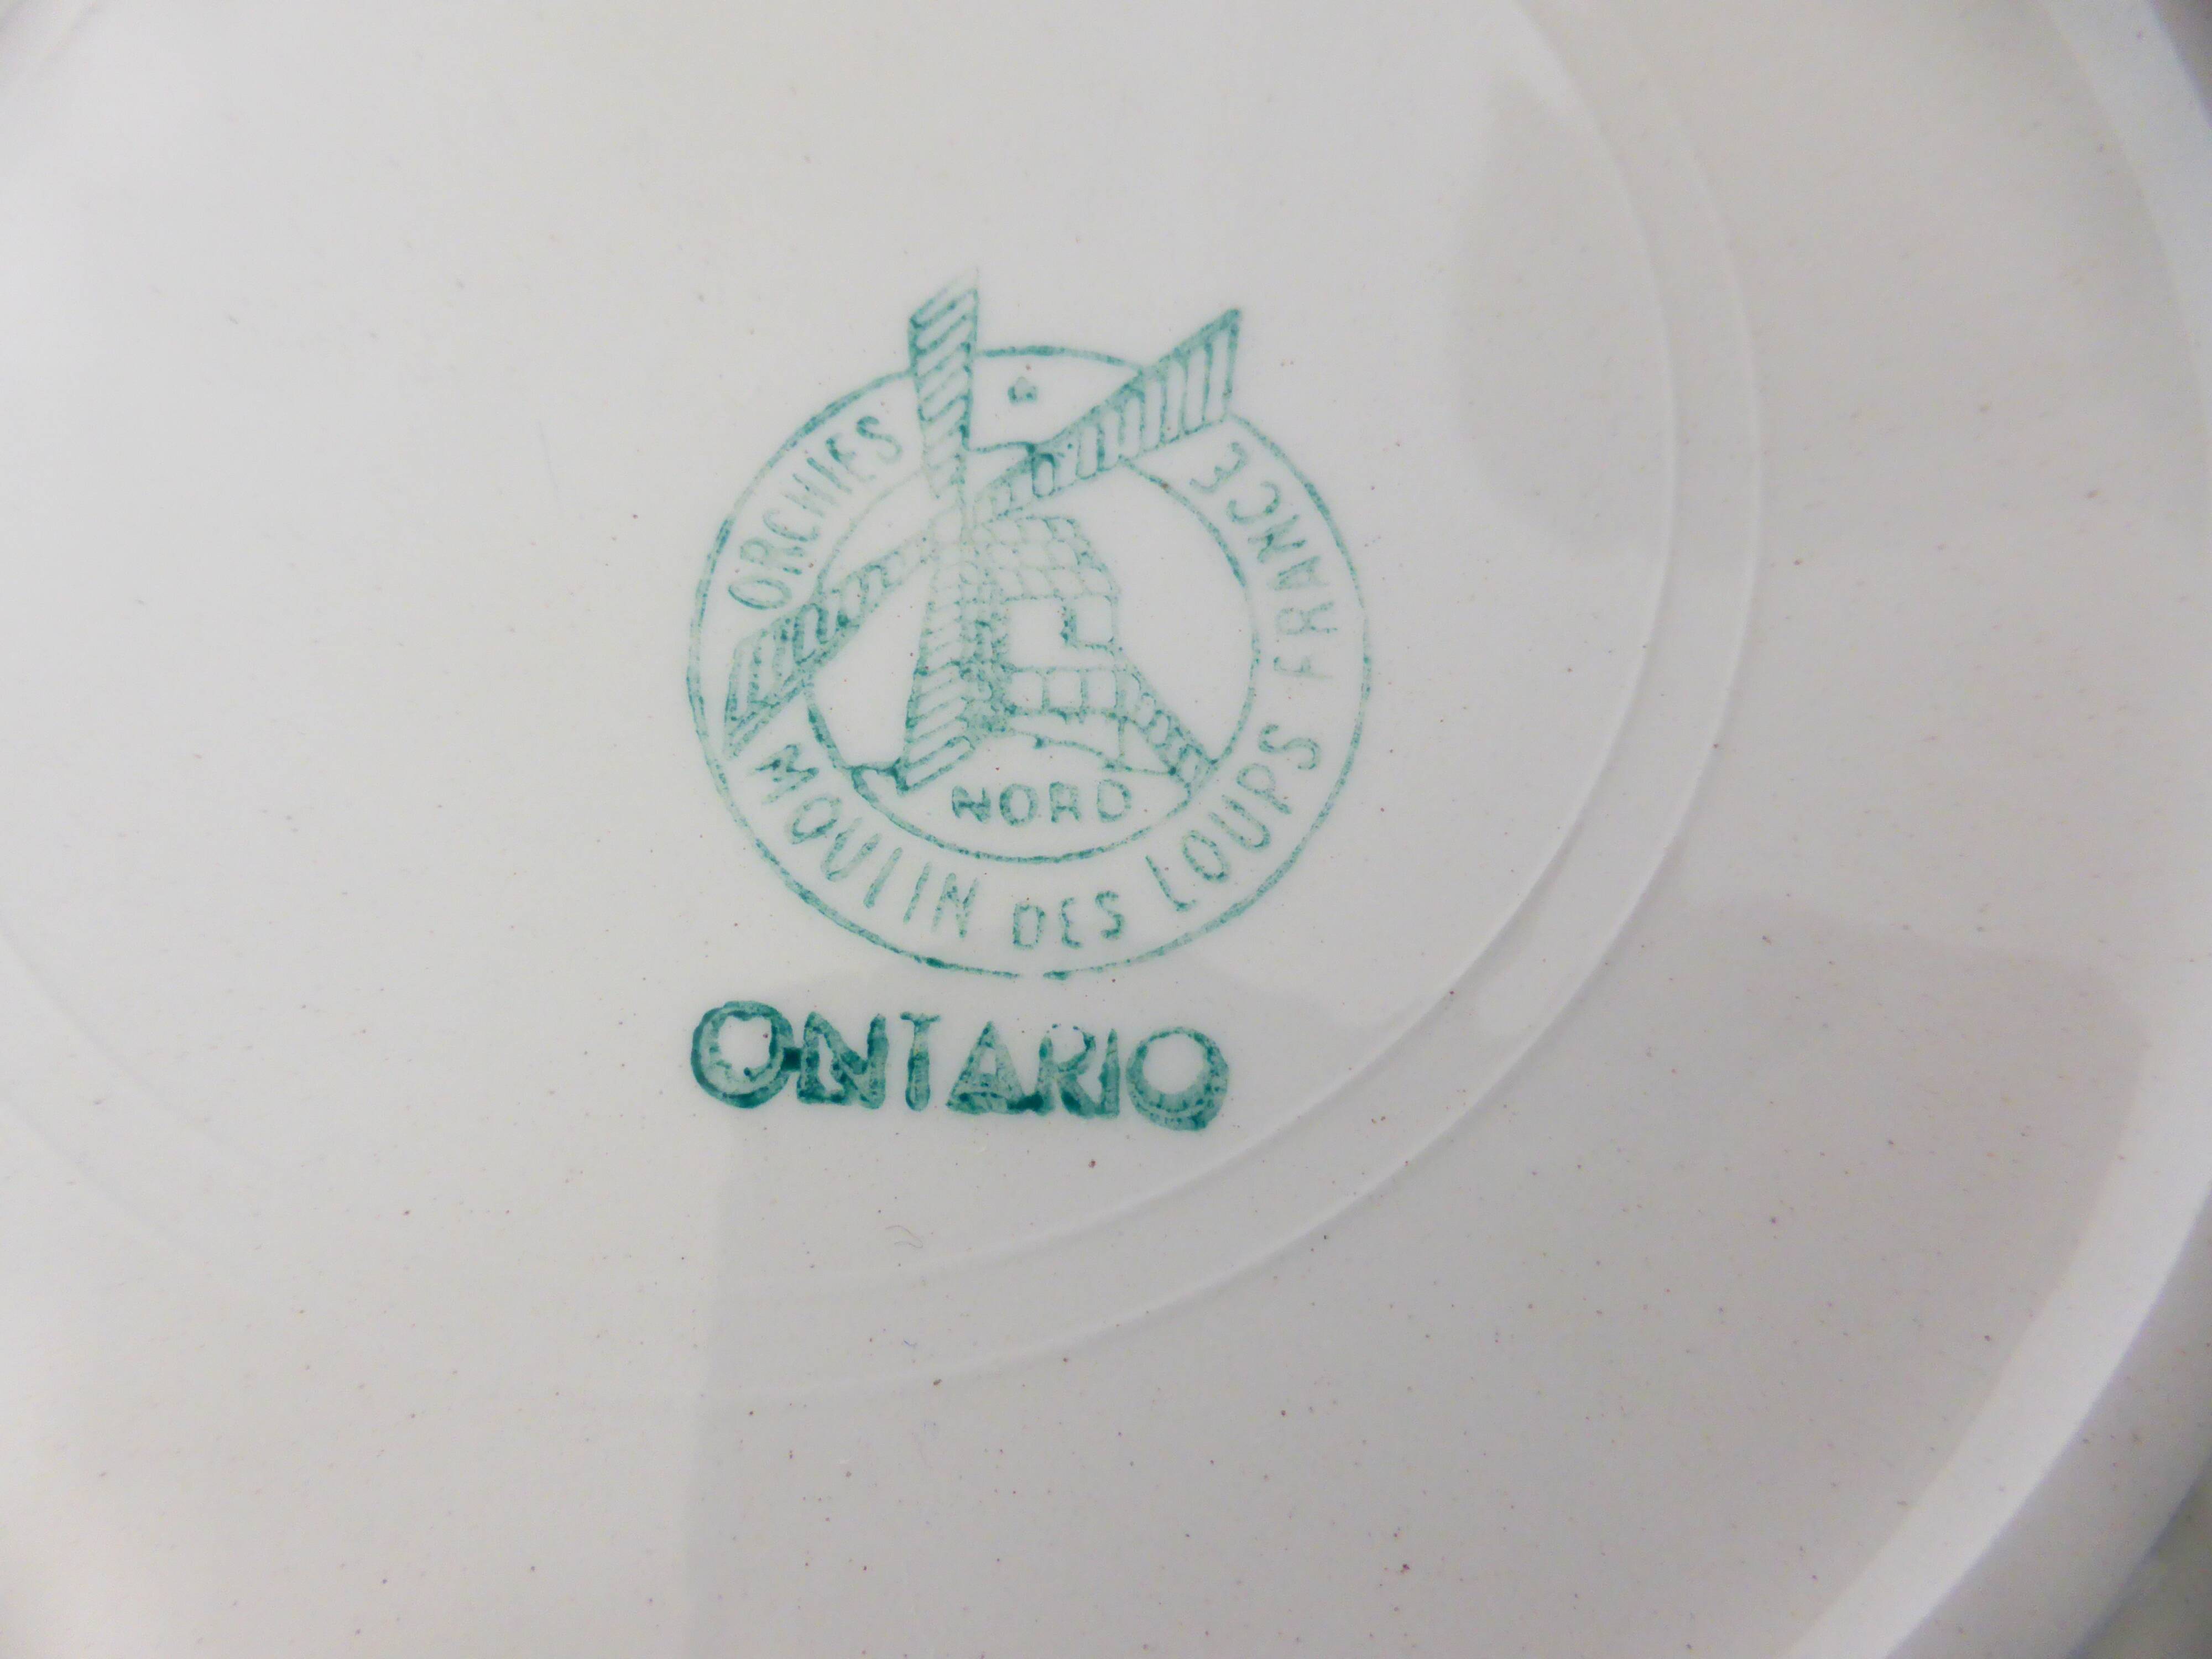 ORCHIES
FRANCE
MOULIN DES LOUPS
NORD
ONTARIO